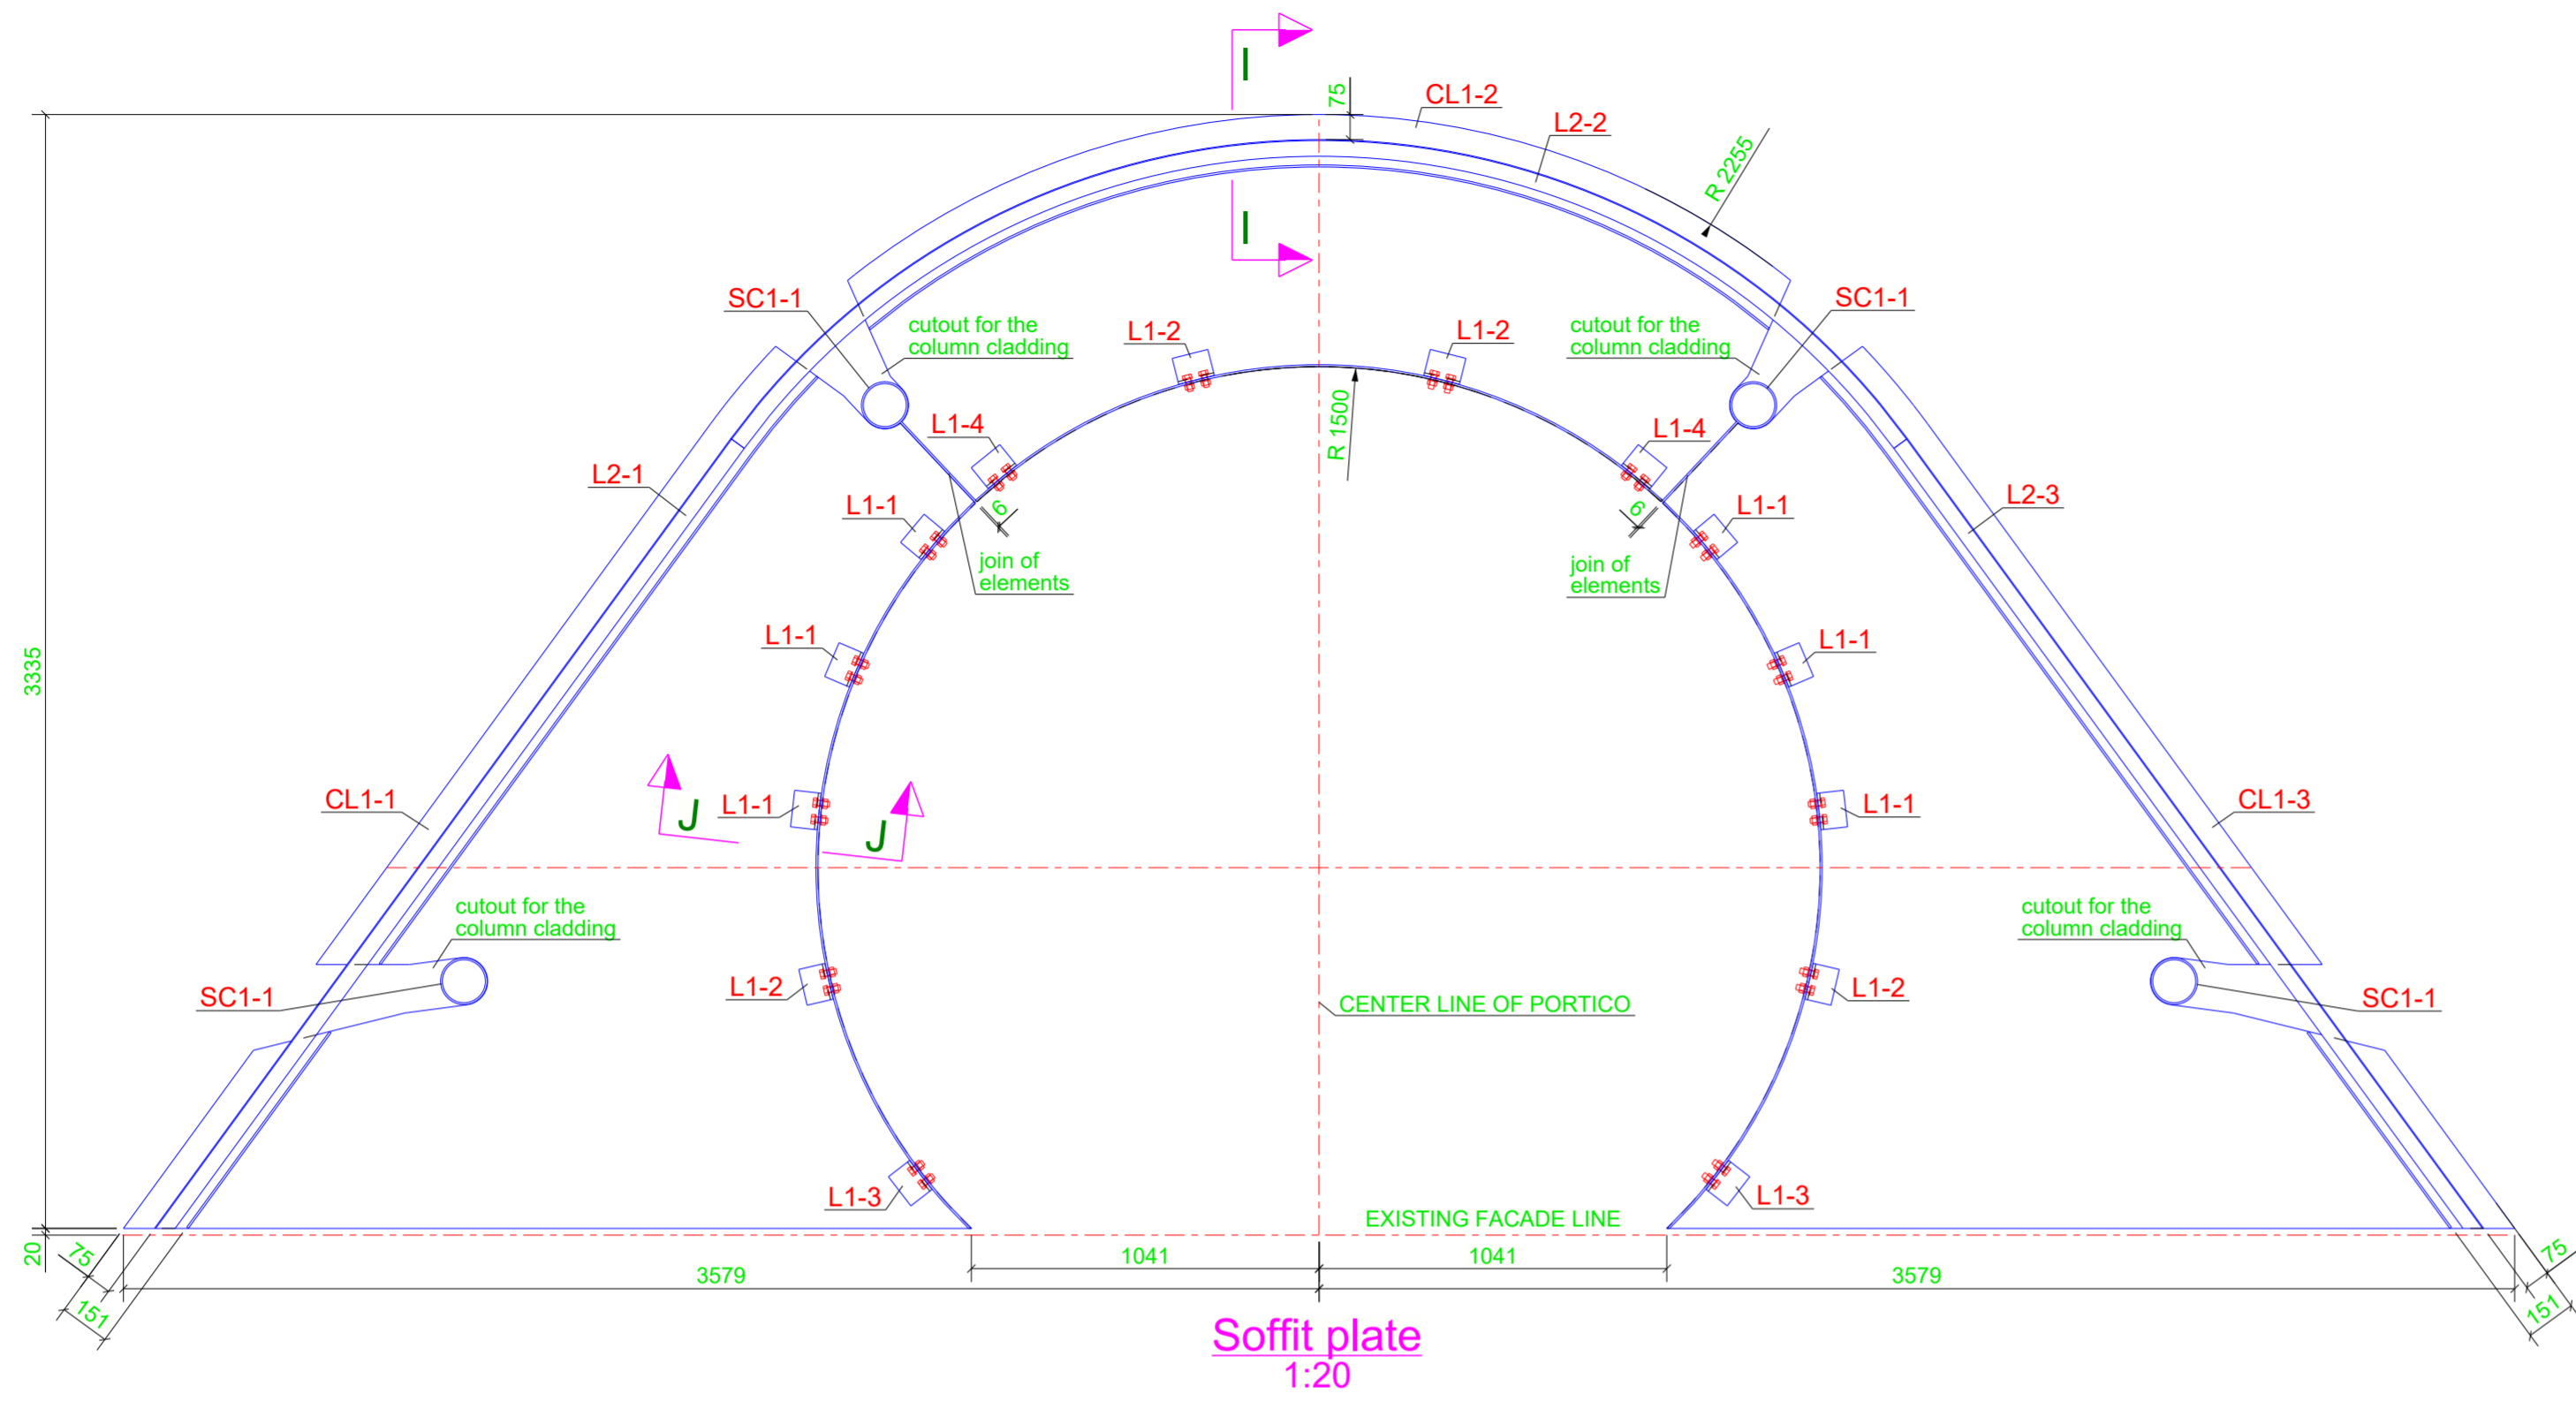 I
75
CL1-2
L2-2
R 2255
I
SC1-1
SC1-1
cutout for the
column cladding
cutout for the
column cladding
L1-2
L1-2
R 1500
L1-4
L1-4
L2-1
L2-3
L1-1
L1-1
6
6
join of
elements
join of
elements
L1-1
L1-1
3335
CL1-1
CL1-3
J
J
L1-1
L1-1
cutout for the
column cladding
cutout for the
column cladding
SC1-1
SC1-1
L1-2
L1-2
CENTER LINE OF PORTICO
L1-3
L1-3
EXISTING FACADE LINE
20
75
151
1041
1041
3579
3579
75
151
Soffit plate
1:20